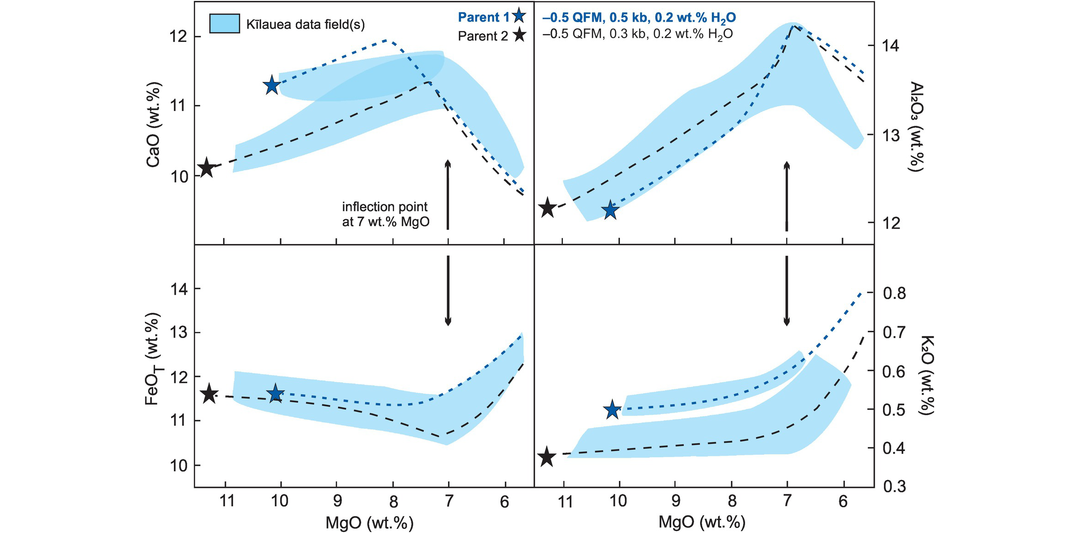 Kīlauea data field(s)
Parent 1
Parent 2
–0.5 QFM, 0.5 kb, 0.2 wt.% H₂O
–0.5 QFM, 0.3 kb, 0.2 wt.% H₂O
CaO (wt.%)
12
11
10
inflection point
at 7 wt.% MgO
Al₂O₃ (wt.%)
14
13
12
FeO_T (wt.%)
14
13
12
11
10
K₂O (wt.%)
0.8
0.7
0.6
0.5
0.4
0.3
11 10 9 8 7 6
MgO (wt.%)
11 10 9 8 7 6
MgO (wt.%)